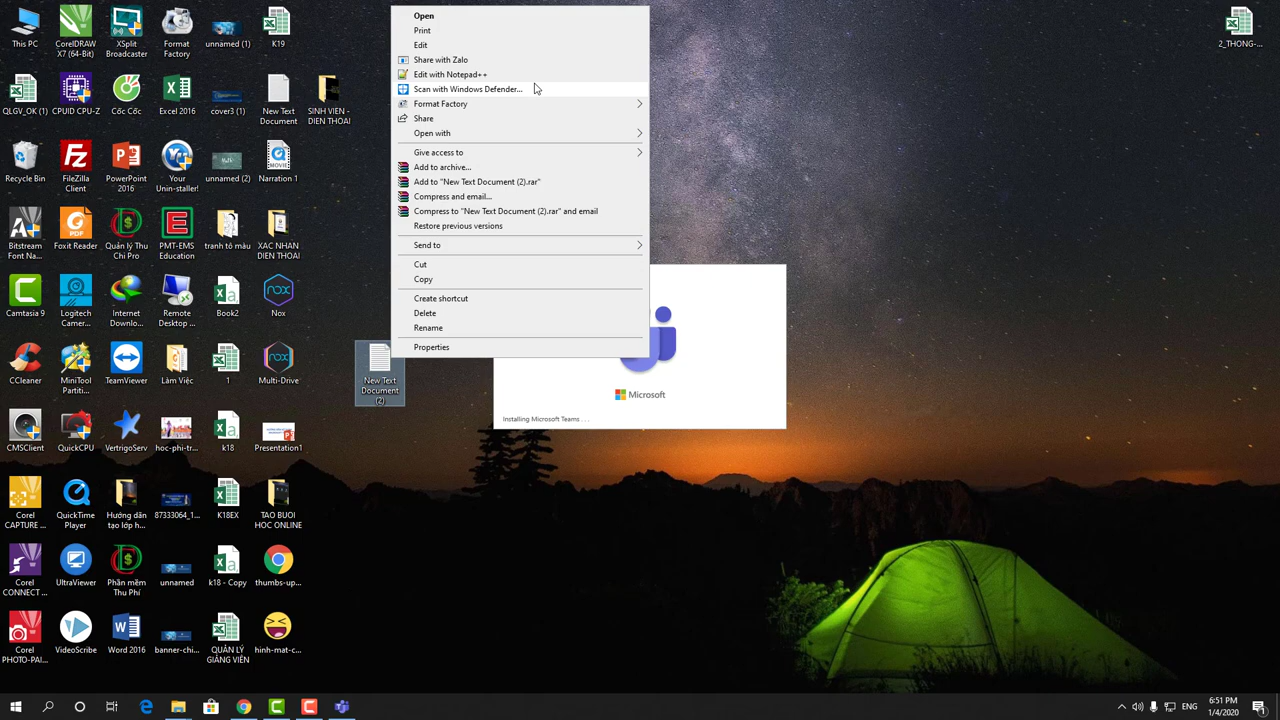 This PC
CorelDRAW
X7 (64-Bit)
XSplit
Broadcaster
Format
Factory
unnamed (1)
K19
QLGV_OK (1)
CPUID CPU-Z
Cốc Cốc
Excel 2016
cover3 (1)
New Text
Document
SINH VIEN -
DIEN THOAI
Recycle Bin
FileZilla
Client
PowerPoint
2016
Your
Unin-staller!
unnamed (2)
Narration 1
Bitstream
Font Na...
Foxit Reader
Quản lý Thu
Chi Pro
PMT-EMS
Education
tranh tô màu
XAC NHAN
DIEN THOAI
Camtasia 9
Logitech
Camer...
Internet
Downlo...
Remote
Desktop ...
Book2
Nox
CCleaner
MiniTool
Partiti...
TeamViewer
Làm Việc
1
Multi-Drive
New Text
Document
(2)
CMSClient
QuickCPU
VertrigoServ
hoc-phi-tr...
k18
Presentation1
Corel
CAPTURE ...
QuickTime
Player
Hướng dẫn
tạo lớp h...
87333064_1...
K18EX
TAO BUOI
HOC ONLINE
Corel
CONNECT ...
UltraViewer
Phần mềm
Thu Phí
unnamed
k18 - Copy
thumbs-up...
Corel
PHOTO-PAI...
VideoScribe
Word 2016
banner-chi...
QUẢN LÝ
GIẢNG VIÊN
hinh-mat-c...
2_THONG-...
Open
Print
Edit
Share with Zalo
Edit with Notepad++
Scan with Windows Defender...
Format Factory
Share
Open with
Give access to
Add to archive...
Add to "New Text Document (2).rar"
Compress and email...
Compress to "New Text Document (2).rar" and email
Restore previous versions
Send to
Cut
Copy
Create shortcut
Delete
Rename
Properties
Microsoft
Installing Microsoft Teams . . .
ENG
6:51 PM
1/4/2020